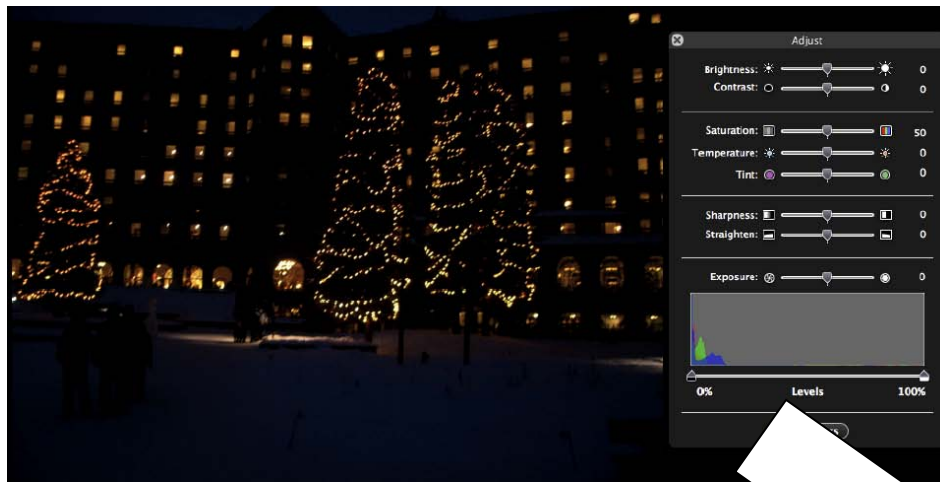 Adjust
Brightness: 0
Contrast: 0
Saturation: 50
Temperature: 0
Tint: 0
Sharpness: 0
Straighten: 0
Exposure: 0
0% Levels 100%